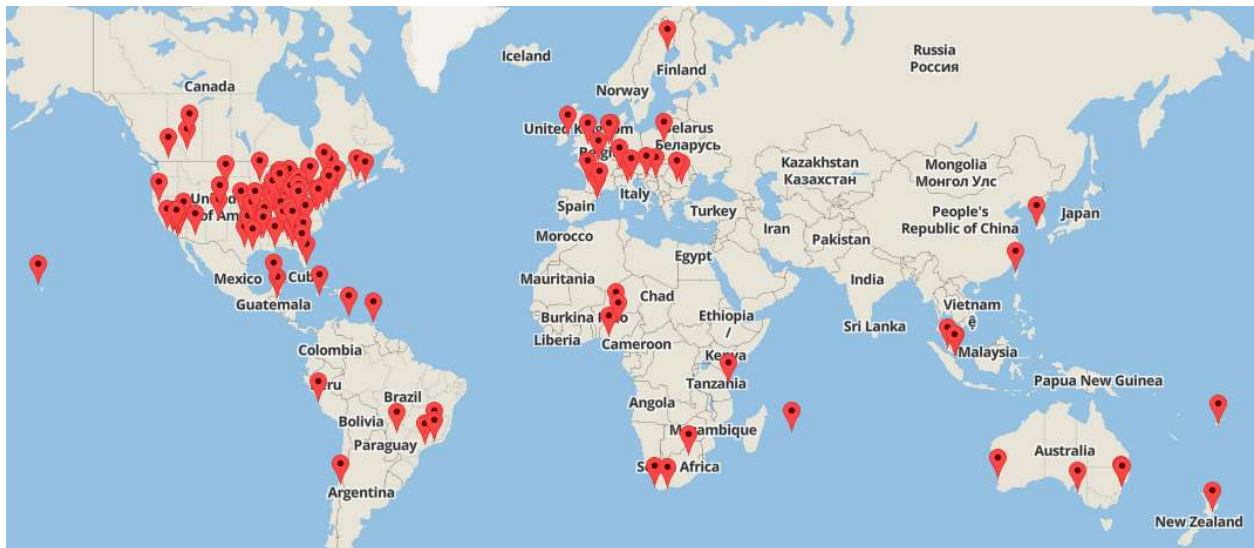 Iceland
Russia
Россия
Finland
Canada
Norway
United Kingdom
Belarus
Беларусь
Kazakhstan
Казахстан
Mongolia
Монгол Улс
Italy
Spain
Turkey
People's
Republic of China
Japan
Morocco
Iran
Pakistan
Egypt
Mexico
Cuba
Mauritania
India
Guatemala
Chad
Vietnam
Burkina Faso
Ethiopia
/
Sri Lanka
ệ
Liberia
Cameroon
Colombia
Kenya
Malaysia
Peru
Tanzania
Papua New Guinea
Brazil
Angola
Bolivia
Mozambique
Paraguay
Australia
South Africa
Argentina
New Zealand